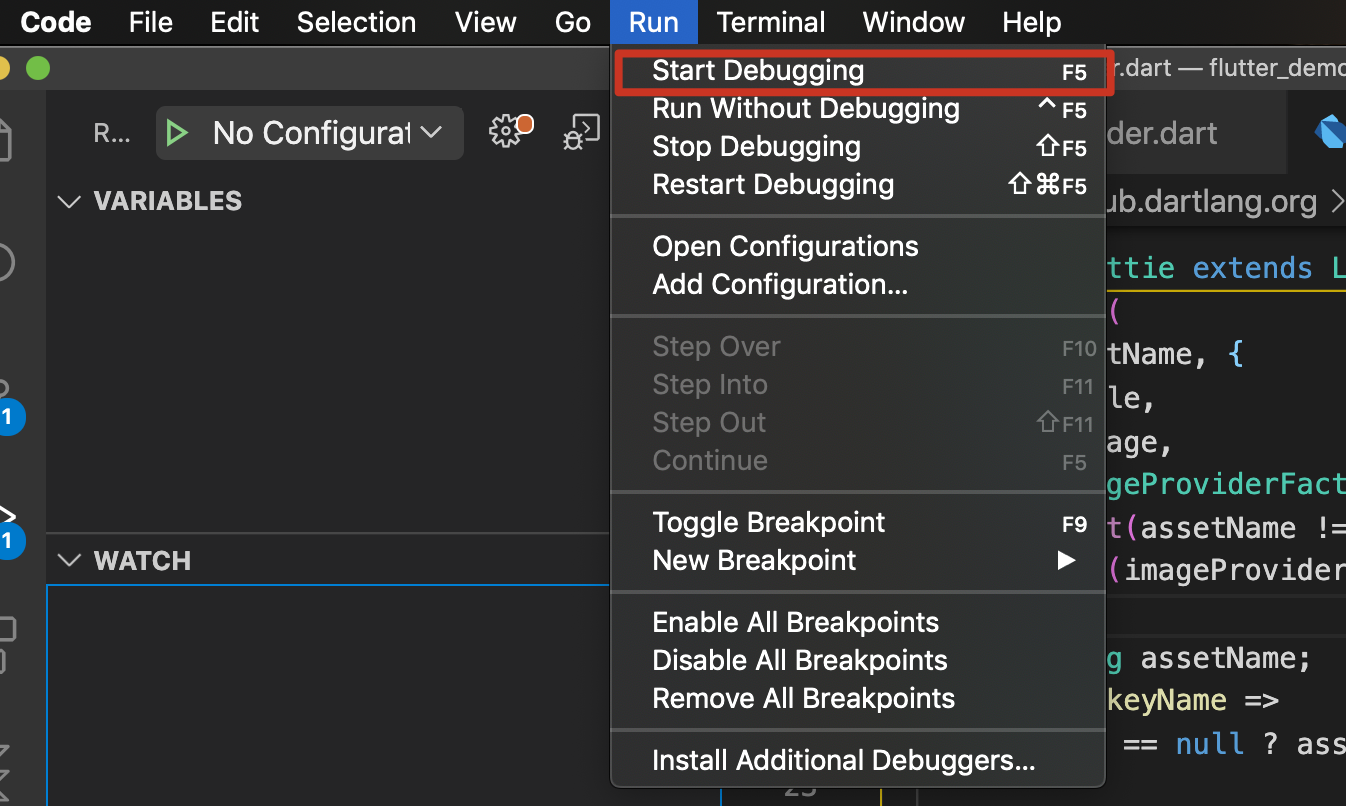 Code File Edit Selection View Go Run Terminal Window Help
Start Debugging F5
r.dart — flutter_demo
R... No Configurat
Run Without Debugging ^F5
Stop Debugging ⇧F5
Restart Debugging ⇧⌘F5
der.dart
VARIABLES
ub.dartlang.org >
Open Configurations
Add Configuration...
ttie extends L
(
Step Over F10
Step Into F11
Step Out ⇧F11
Continue F5
tName, {
le,
age,
geProviderFact
1
Toggle Breakpoint F9
New Breakpoint ▶
t(assetName !=
(imageProvider
1
WATCH
Enable All Breakpoints
Disable All Breakpoints
Remove All Breakpoints
g assetName;
keyName =>
== null ? ass
Install Additional Debuggers...